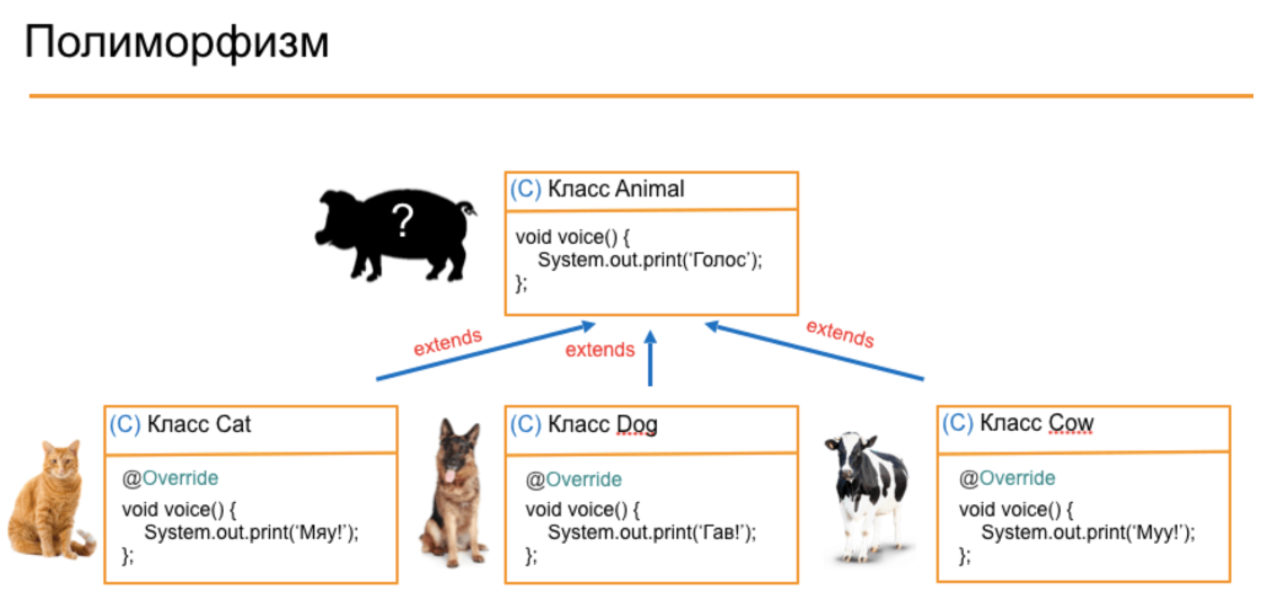 Полиморфизм
?
(C) Класс Animal
void voice() {
System.out.print('Голос');
};
extends
extends
extends
(C) Класс Cat
@Override
void voice() {
System.out.print('Мяу!');
};
(C) Класс Dog
@Override
void voice() {
System.out.print('Гав!');
};
(C) Класс Cow
@Override
void voice() {
System.out.print('Муу!');
};